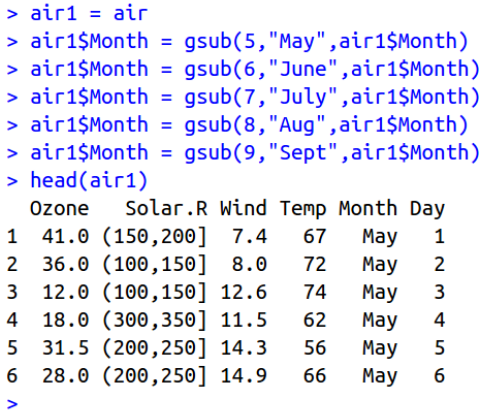 > air1 = air
> air1$Month = gsub(5,"May",air1$Month)
> air1$Month = gsub(6,"June",air1$Month)
> air1$Month = gsub(7,"July",air1$Month)
> air1$Month = gsub(8,"Aug",air1$Month)
> air1$Month = gsub(9,"Sept",air1$Month)
> head(air1)
  Ozone   Solar.R Wind Temp Month Day
1  41.0 (150,200]  7.4   67   May   1
2  36.0 (100,150]  8.0   72   May   2
3  12.0 (100,150] 12.6   74   May   3
4  18.0 (300,350] 11.5   62   May   4
5  31.5 (200,250] 14.3   56   May   5
6  28.0 (200,250] 14.9   66   May   6
>